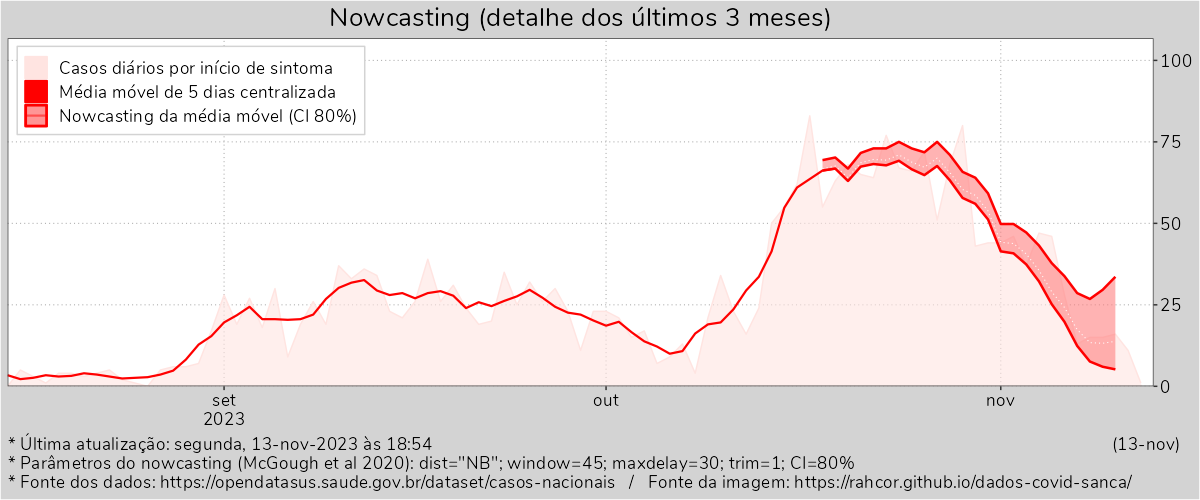 Nowcasting (detalhe dos últimos 3 meses)
Casos diários por início de sintoma
Média móvel de 5 dias centralizada
Nowcasting da média móvel (CI 80%)
100
75
50
25
0
set
2023
out
nov
* Última atualização: segunda, 13-nov-2023 às 18:54
(13-nov)
* Parâmetros do nowcasting (McGough et al 2020): dist="NB"; window=45; maxdelay=30; trim=1; CI=80%
* Fonte dos dados: https://opendatasus.saude.gov.br/dataset/casos-nacionais / Fonte da imagem: https://rahcor.github.io/dados-covid-sanca/